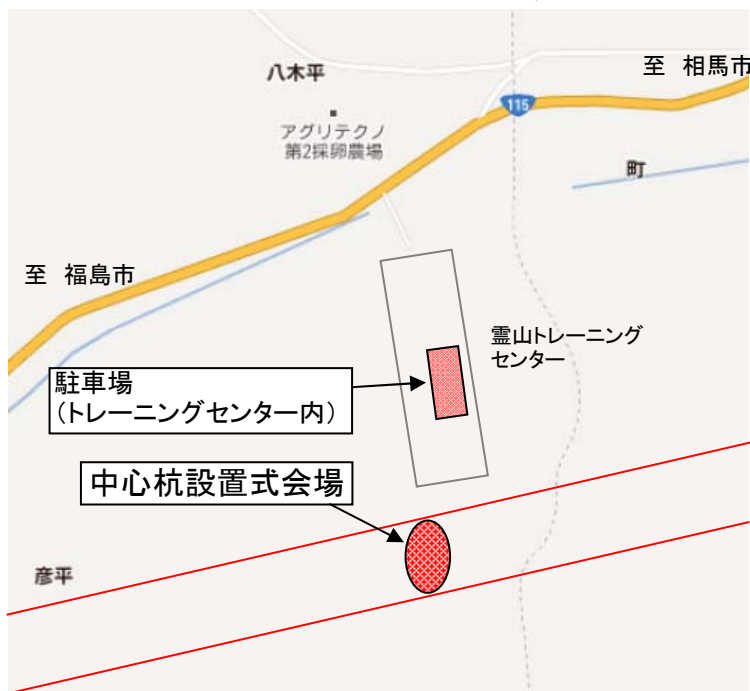 八木平
至 相馬市
115
アグリテクノ
第2採卵農場
町
至 福島市
霊山トレーニング
センター
駐車場
(トレーニングセンター内)
中心杭設置式会場
彦平